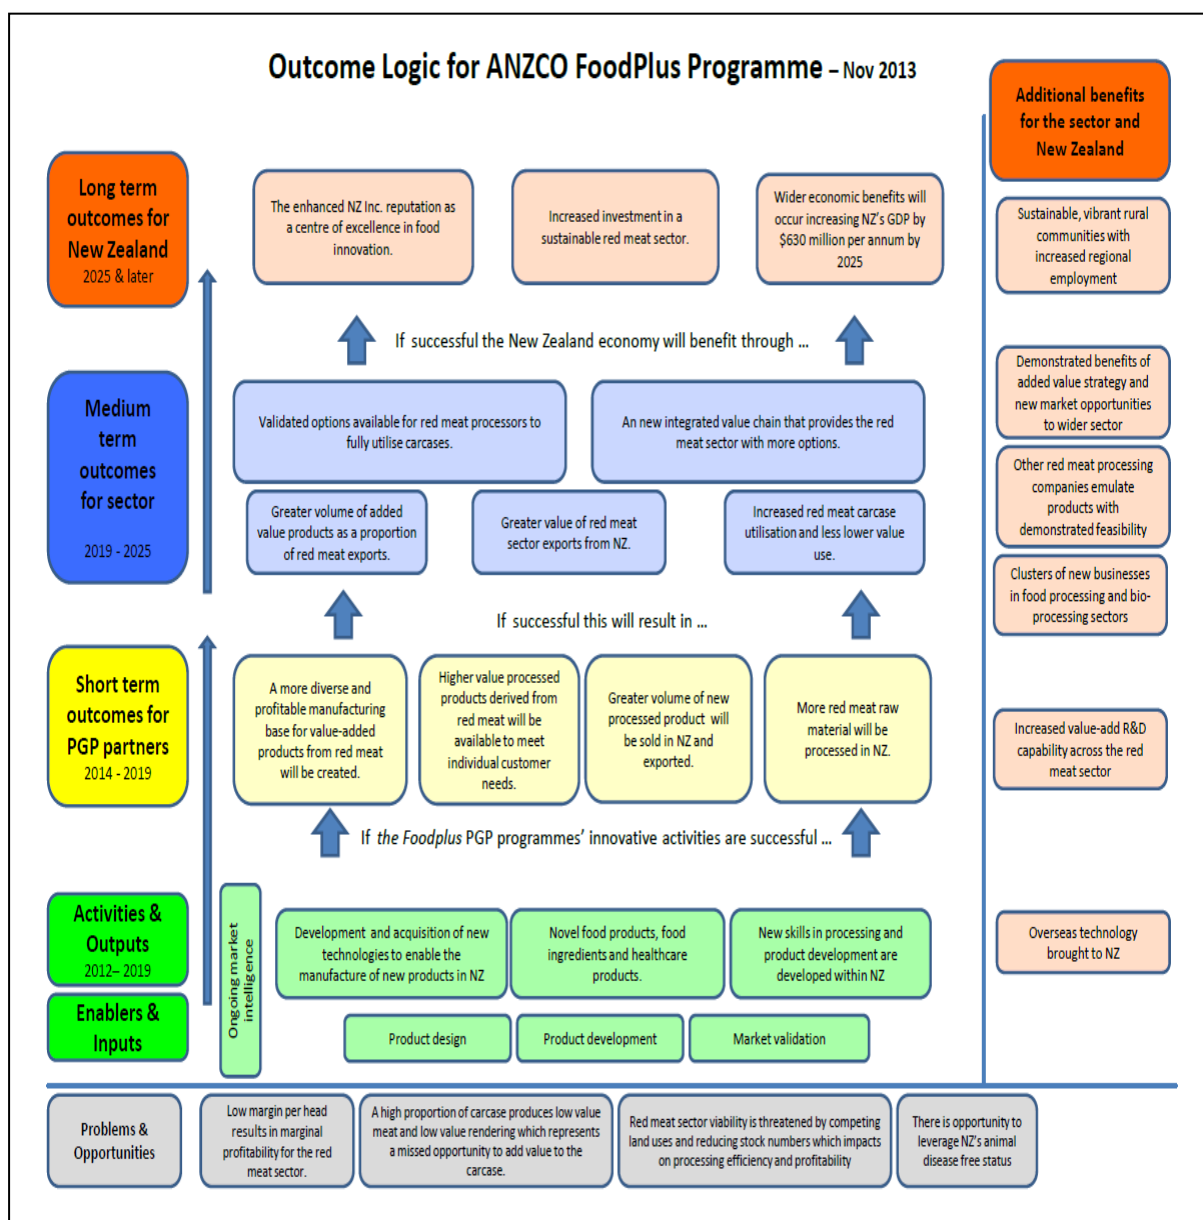 Outcome Logic for ANZCO FoodPlus Programme – Nov 2013
Additional benefits
for the sector and
New Zealand
Long term
outcomes for
New Zealand
2025 & later
The enhanced NZ Inc. reputation as
a centre of excellence in food
innovation.
Increased investment in a
sustainable red meat sector.
Wider economic benefits will
occur increasing NZ's GDP by
$630 million per annum by
2025
Sustainable, vibrant rural
communities with
increased regional
employment
If successful the New Zealand economy will benefit through ...
Medium
term
outcomes
for sector
2019 - 2025
Validated options available for red meat processors to
fully utilise carcases.
An new integrated value chain that provides the red
meat sector with more options.
Greater volume of added
value products as a proportion
of red meat exports.
Greater value of red meat
sector exports from NZ.
Increased red meat carcase
utilisation and less lower value
use.
Demonstrated benefits of
added value strategy and
new market opportunities
to wider sector
Other red meat processing
companies emulate
products with
demonstrated feasibility
Clusters of new businesses
in food processing and bio-
processing sectors
If successful this will result in ...
Short term
outcomes for
PGP partners
2014 - 2019
A more diverse and
profitable manufacturing
base for value-added
products from red meat
will be created.
Higher value processed
products derived from
red meat will be
available to meet
individual customer
needs.
Greater volume of new
processed product will
be sold in NZ and
exported.
More red meat raw
material will be
processed in NZ.
Increased value-add R&D
capability across the red
meat sector
If the Foodplus PGP programmes' innovative activities are successful ...
Activities &
Outputs
2012– 2019
Enablers &
Inputs
Ongoing market
intelligence
Development and acquisition of new
technologies to enable the
manufacture of new products in NZ
Novel food products, food
ingredients and healthcare
products.
New skills in processing and
product development are
developed within NZ
Overseas technology
brought to NZ
Product design
Product development
Market validation
Problems &
Opportunities
Low margin per head
results in marginal
profitability for the red
meat sector.
A high proportion of carcase produces low value
meat and low value rendering which represents
a missed opportunity to add value to the
carcase.
Red meat sector viability is threatened by competing
land uses and reducing stock numbers which impacts
on processing efficiency and profitability
There is opportunity to
leverage NZ's animal
disease free status